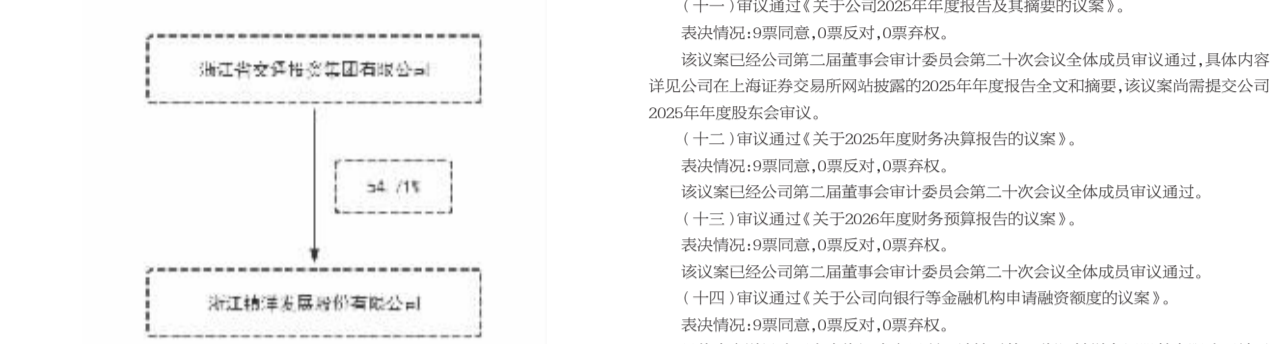 浙江省交通投资集团有限公司
54.71%
(十一)审议通过《关于公司2025年年度报告及其摘要的议案》。
表决情况:9票同意,0票反对,0票弃权。
该议案已经公司第二届董事会审计委员会第二十次会议全体成员审议通过,具体内容
详见公司在上海证券交易所网站披露的2025年年度报告全文和摘要,该议案尚需提交公司
2025年年度股东会审议。
(十二)审议通过《关于2025年度财务决算报告的议案》。
表决情况:9票同意,0票反对,0票弃权。
该议案已经公司第二届董事会审计委员会第二十次会议全体成员审议通过。
(十三)审议通过《关于2026年度财务预算报告的议案》。
表决情况:9票同意,0票反对,0票弃权。
该议案已经公司第二届董事会审计委员会第二十次会议全体成员审议通过。
(十四)审议通过《关于公司向银行等金融机构申请融资额度的议案》。
表决情况:9票同意,0票反对,0票弃权。